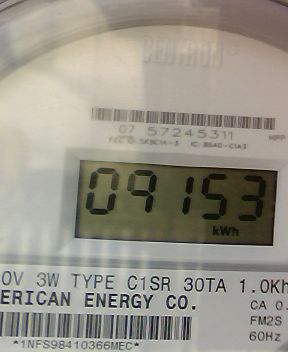 CENTRON®
07 57245311
09153
kWh
0V 3W TYPE C1SR 30TA 1.0Kh
ERICAN ENERGY CO.
CA 0.
FM2S
60Hz
*1NFS98410366MEC*